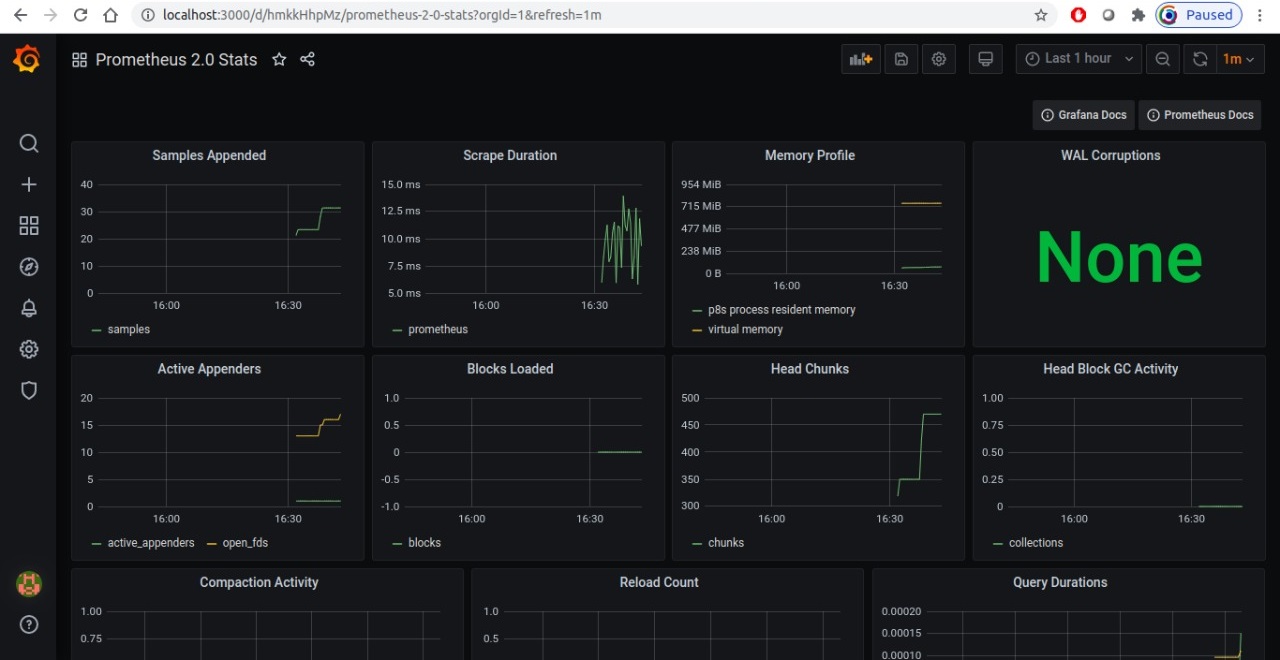 localhost:3000/d/hmkkHhpMz/prometheus-2-0-stats?orgId=1&refresh=1m
Paused
Prometheus 2.0 Stats
Last 1 hour
1m
Grafana Docs
Prometheus Docs
Samples Appended
40
30
20
10
0
16:00
16:30
samples
Scrape Duration
15.0 ms
12.5 ms
10.0 ms
7.5 ms
5.0 ms
16:00
16:30
prometheus
Memory Profile
954 MiB
715 MiB
477 MiB
238 MiB
0 B
16:00
16:30
p8s process resident memory
virtual memory
WAL Corruptions
None
Active Appenders
20
15
10
5
0
16:00
16:30
active_appenders
open_fds
Blocks Loaded
1.0
0.5
0
-0.5
-1.0
16:00
16:30
blocks
Head Chunks
500
450
400
350
300
16:00
16:30
chunks
Head Block GC Activity
1.00
0.75
0.50
0.25
0
16:00
16:30
collections
Compaction Activity
1.00
0.75
Reload Count
1.0
0.5
Query Durations
0.00020
0.00015
0.00010